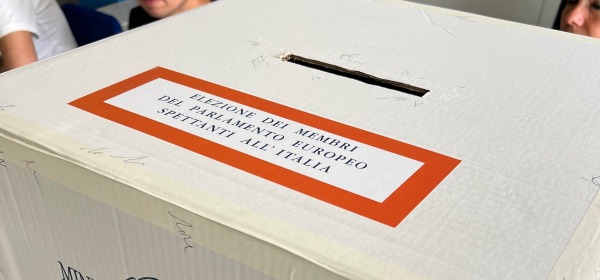 ELEZIONE DEI MEMBRI
DEL PARLAMENTO EUROPEO
SPETTANTI ALL'ITALIA